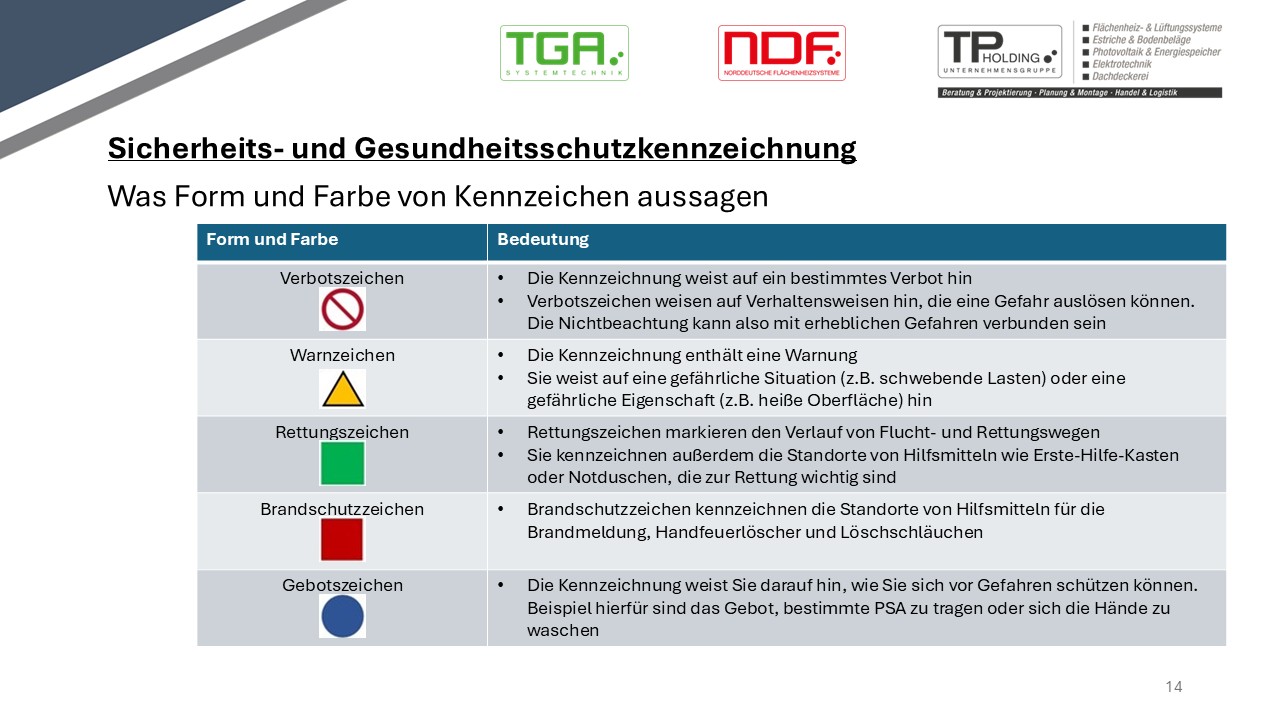 TGA
SYSTEMTECHNIK
NDF
NORDDEUTSCHE FLÄCHENHEIZSYSTEME
TP HOLDING
UNTERNEHMENSGRUPPE
Flächenheiz- & Lüftungssysteme
Estriche & Bodenbeläge
Photovoltaik & Energiespeicher
Elektrotechnik
Dachdeckerei
Beratung & Projektierung · Planung & Montage · Handel & Logistik
Sicherheits- und Gesundheitsschutzkennzeichnung
Was Form und Farbe von Kennzeichen aussagen
Form und Farbe
Bedeutung
Verbotszeichen
• Die Kennzeichnung weist auf ein bestimmtes Verbot hin
• Verbotszeichen weisen auf Verhaltensweisen hin, die eine Gefahr auslösen können.
Die Nichtbeachtung kann also mit erheblichen Gefahren verbunden sein
Warnzeichen
• Die Kennzeichnung enthält eine Warnung
• Sie weist auf eine gefährliche Situation (z.B. schwebende Lasten) oder eine
gefährliche Eigenschaft (z.B. heiße Oberfläche) hin
Rettungszeichen
• Rettungszeichen markieren den Verlauf von Flucht- und Rettungswegen
• Sie kennzeichnen außerdem die Standorte von Hilfsmitteln wie Erste-Hilfe-Kasten
oder Notduschen, die zur Rettung wichtig sind
Brandschutzzeichen
• Brandschutzzeichen kennzeichnen die Standorte von Hilfsmitteln für die
Brandmeldung, Handfeuerlöscher und Löschschläuchen
Gebotszeichen
• Die Kennzeichnung weist Sie darauf hin, wie Sie sich vor Gefahren schützen können.
Beispiel hierfür sind das Gebot, bestimmte PSA zu tragen oder sich die Hände zu
waschen
14